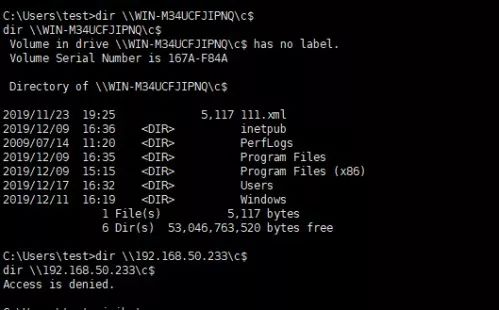 C:\Users\test>dir \\WIN-M34UCFJIPNQ\c$
dir \\WIN-M34UCFJIPNQ\c$
 Volume in drive \\WIN-M34UCFJIPNQ\c$ has no label.
 Volume Serial Number is 167A-F84A
 Directory of \\WIN-M34UCFJIPNQ\c$
2019/11/23  19:25             5,117 111.xml
2019/12/09  16:36    <DIR>          inetpub
2009/07/14  11:20    <DIR>          PerfLogs
2019/12/09  16:35    <DIR>          Program Files
2019/12/09  15:15    <DIR>          Program Files (x86)
2019/12/17  16:32    <DIR>          Users
2019/12/11  16:19    <DIR>          Windows
               1 File(s)          5,117 bytes
               6 Dir(s)  53,046,763,520 bytes free
C:\Users\test>dir \\192.168.50.233\c$
dir \\192.168.50.233\c$
Access is denied.